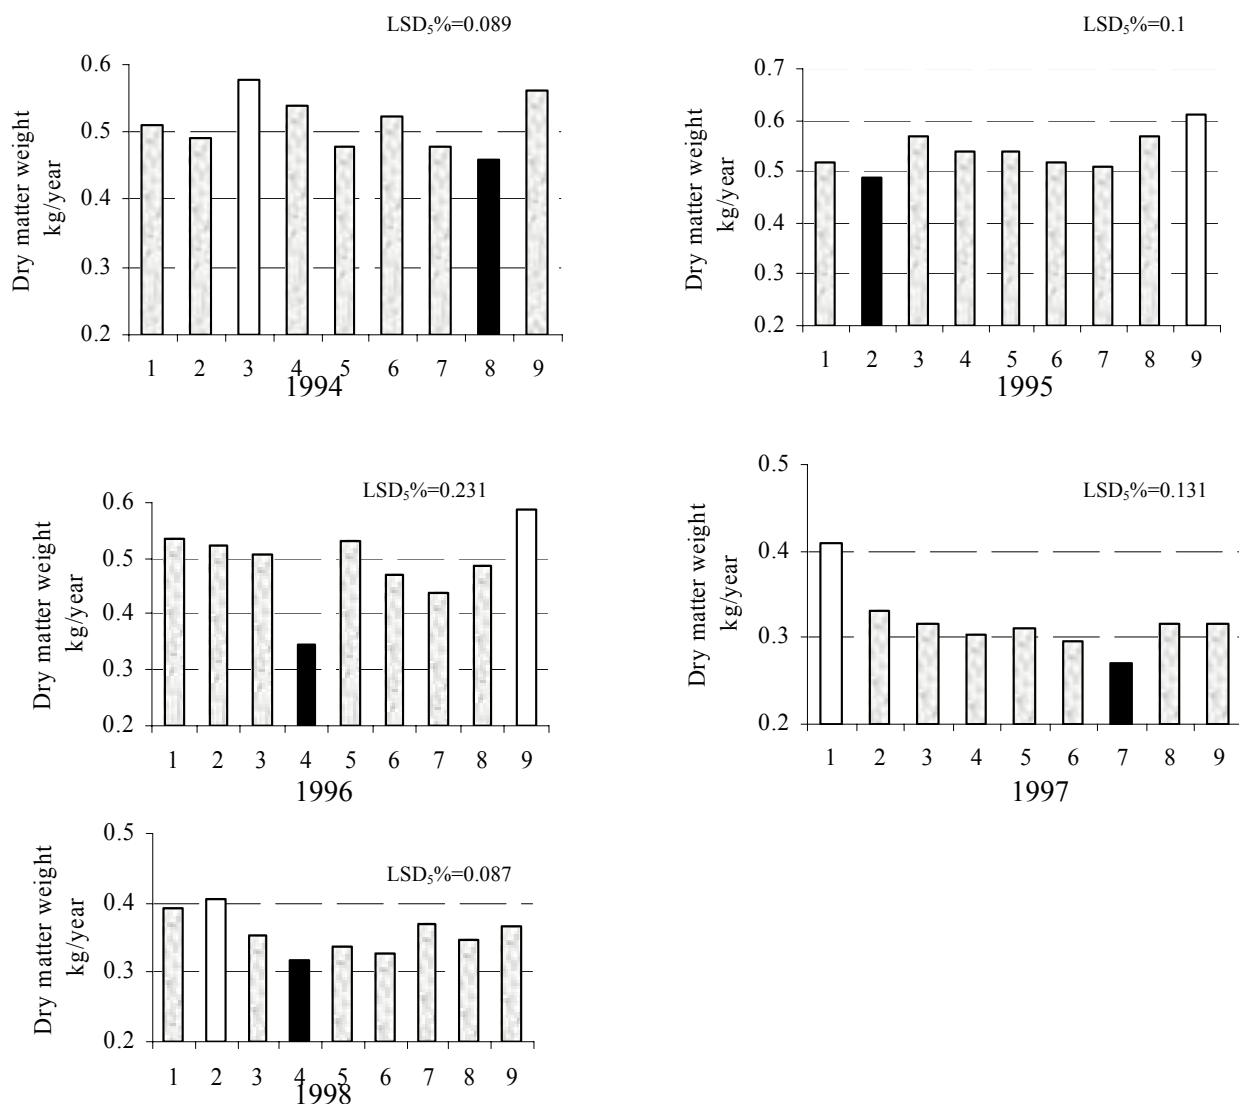 LSD₅%=0.089
Dry matter weight
kg/year
0.6
0.5
0.4
0.3
0.2
1 2 3 4 5 6 7 8 9
1994
LSD₅%=0.1
Dry matter weight
kg/year
0.7
0.6
0.5
0.4
0.3
0.2
1 2 3 4 5 6 7 8 9
1995
LSD₅%=0.231
Dry matter weight
kg/year
0.6
0.5
0.4
0.3
0.2
1 2 3 4 5 6 7 8 9
1996
LSD₅%=0.131
Dry matter weight
kg/year
0.5
0.4
0.3
0.2
1 2 3 4 5 6 7 8 9
1997
LSD₅%=0.087
Dry matter weight
kg/year
0.5
0.4
0.3
0.2
1 2 3 4 5 6 7 8 9
1998